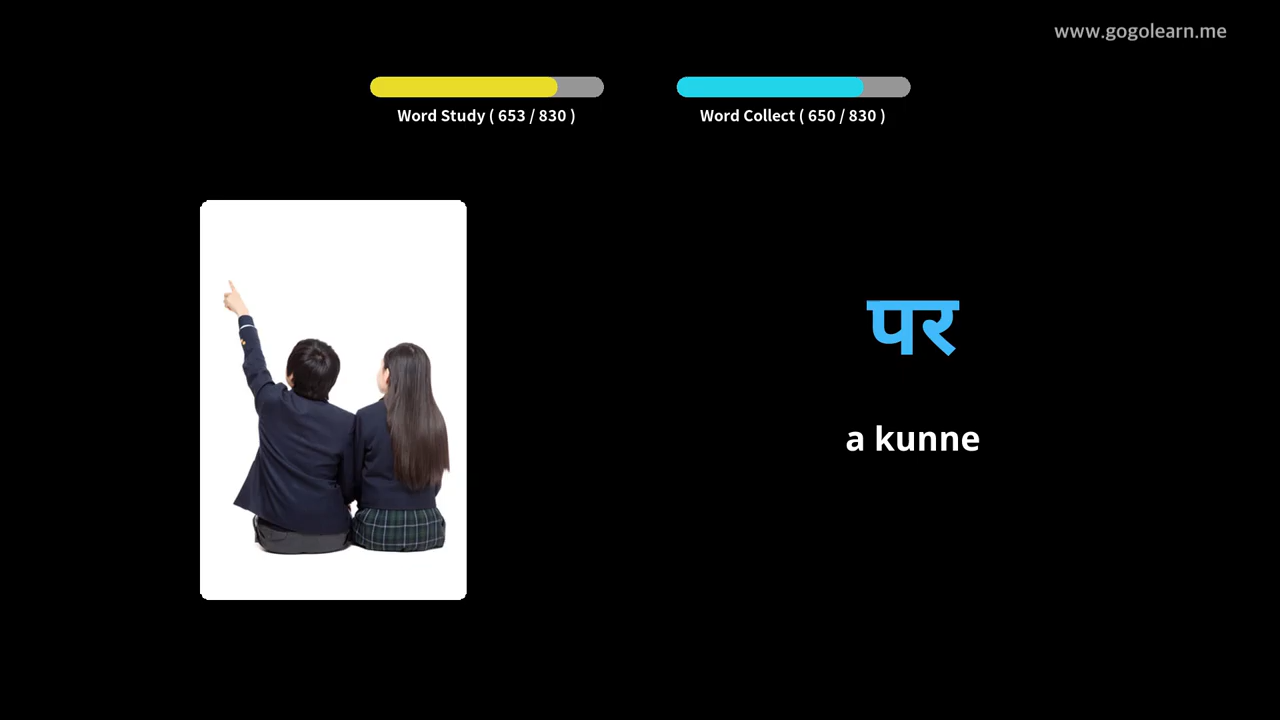 www.gogolearn.me
Word Study ( 653 / 830 )
Word Collect ( 650 / 830 )
पर
a kunne